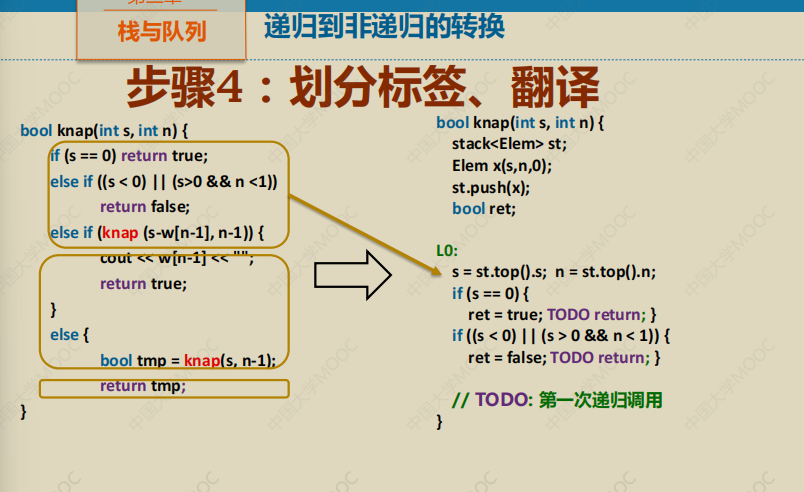 第三章
栈与队列
递归到非递归的转换
步骤4：划分标签、翻译
bool knap(int s, int n) {
if (s == 0) return true;
else if ((s < 0) || (s>0 && n <1))
return false;
else if (knap (s-w[n-1], n-1)) {
cout << w[n-1] << "";
return true;
}
else {
bool tmp = knap(s, n-1);
return tmp;
}
bool knap(int s, int n) {
stack<Elem> st;
Elem x(s,n,0);
st.push(x);
bool ret;
L0:
s = st.top().s; n = st.top().n;
if (s == 0) {
ret = true; TODO return; }
if ((s < 0) || (s > 0 && n < 1)) {
ret = false; TODO return; }
// TODO: 第一次递归调用
}
中国大学MOOC